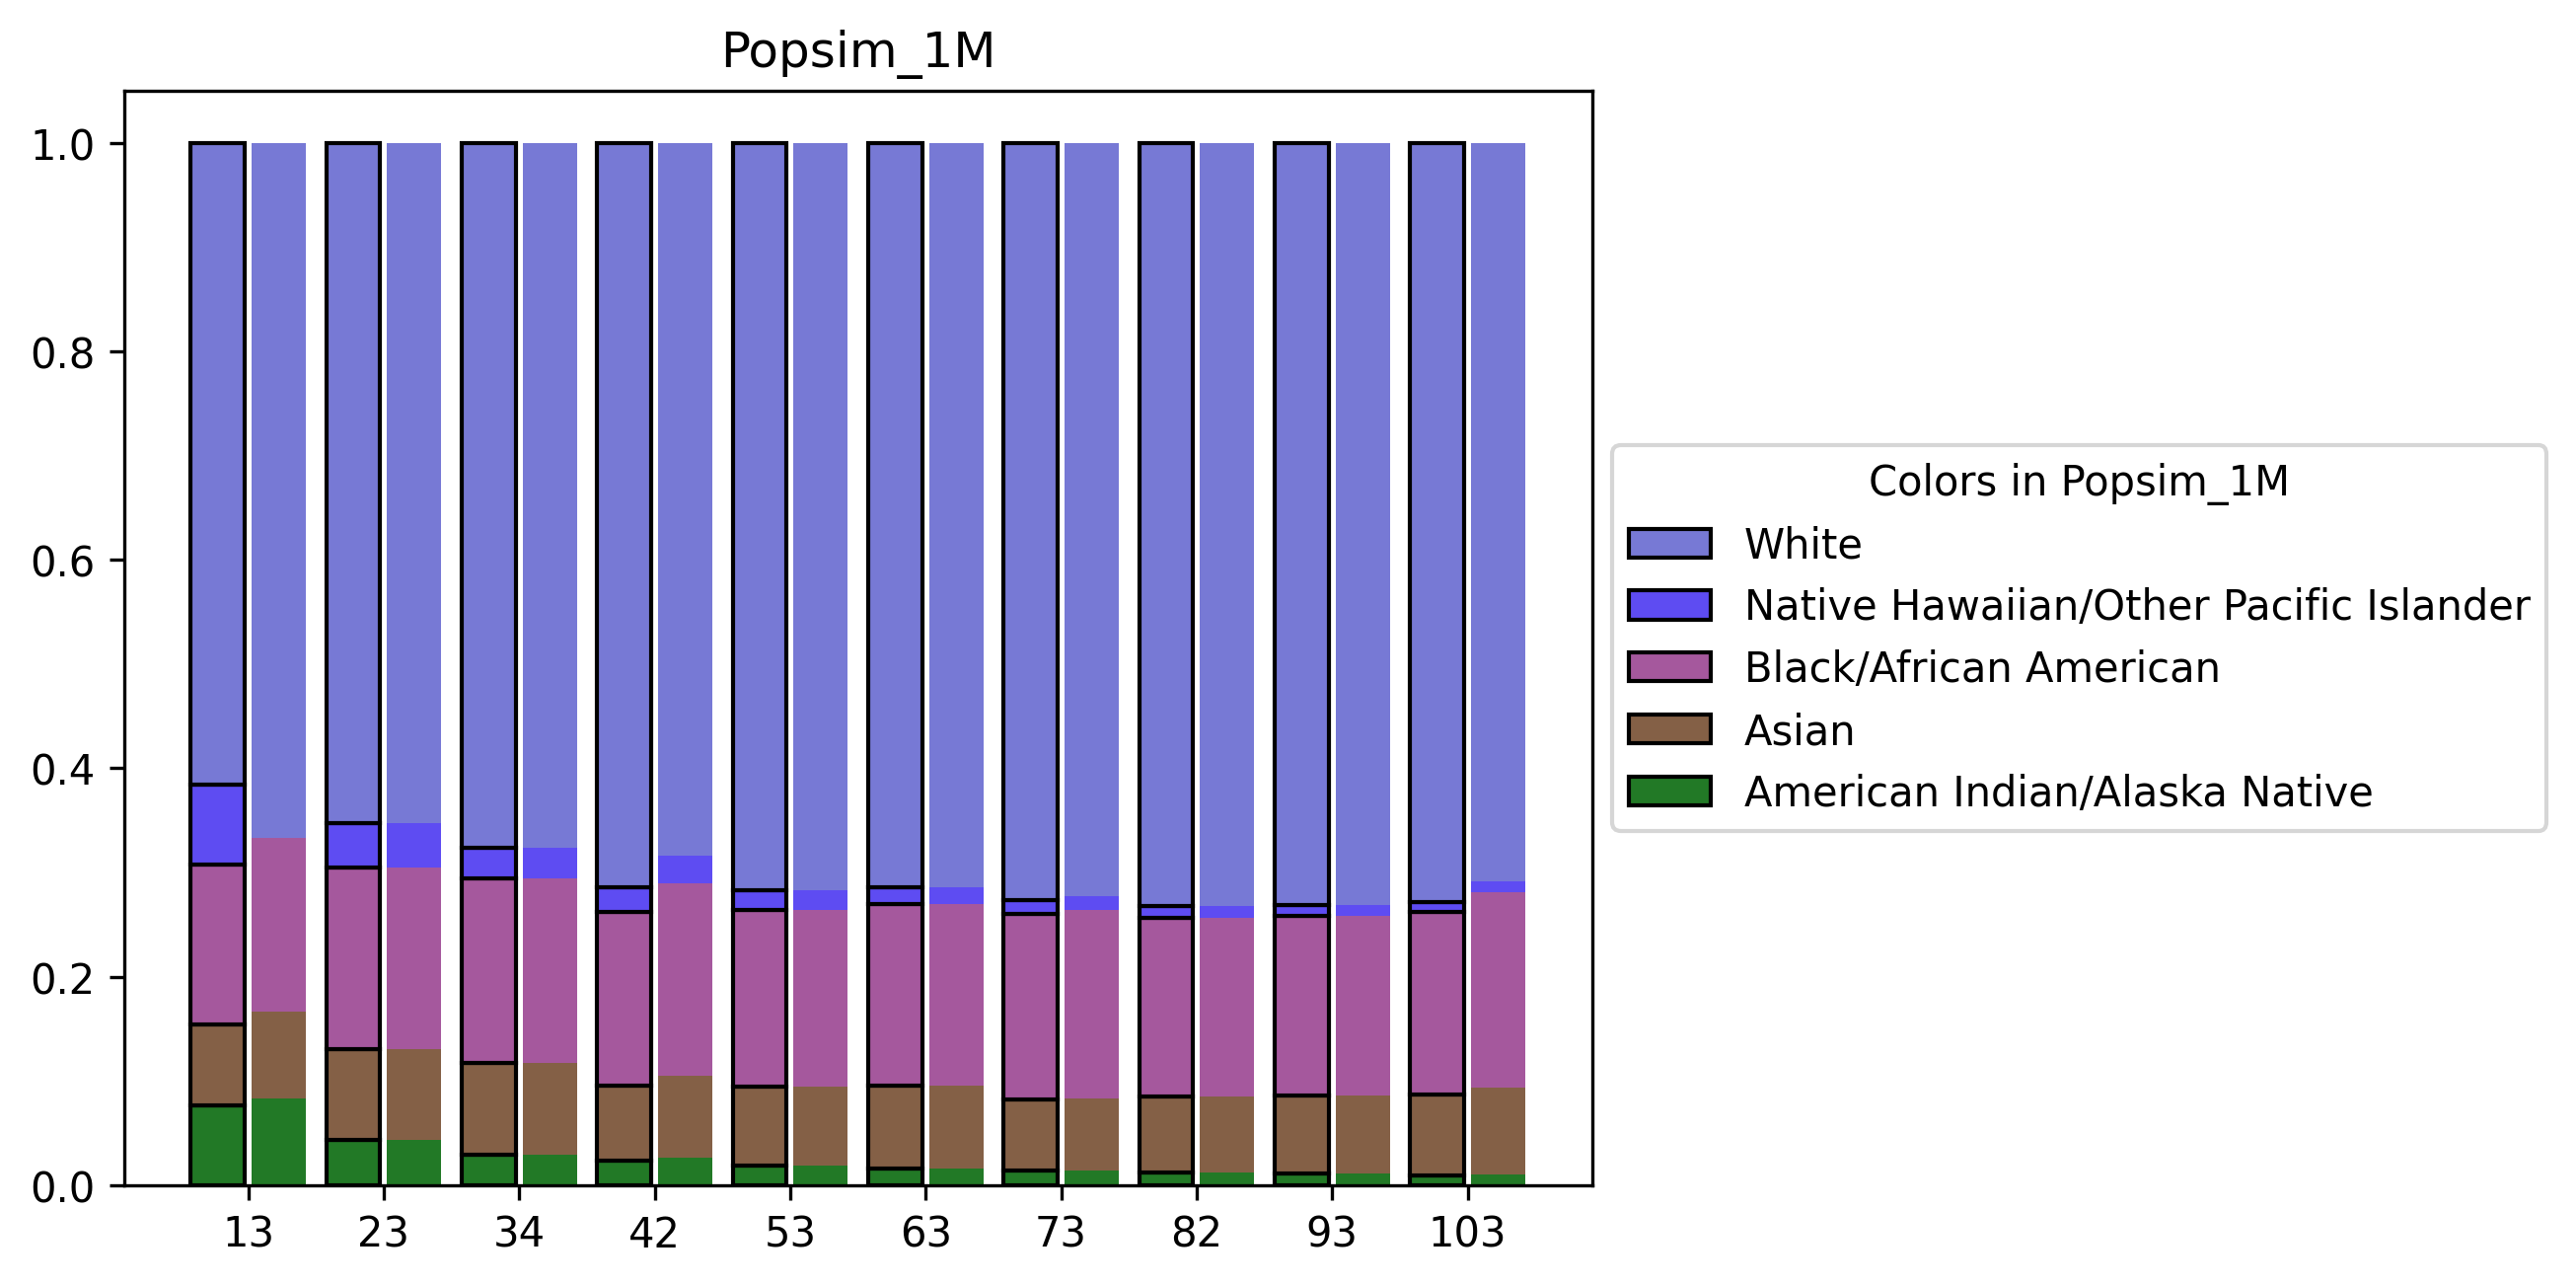 Popsim_1M
1.0
0.8
0.6
0.4
0.2
0.0
13 23 34 42 53 63 73 82 93 103
Colors in Popsim_1M
White
Native Hawaiian/Other Pacific Islander
Black/African American
Asian
American Indian/Alaska Native